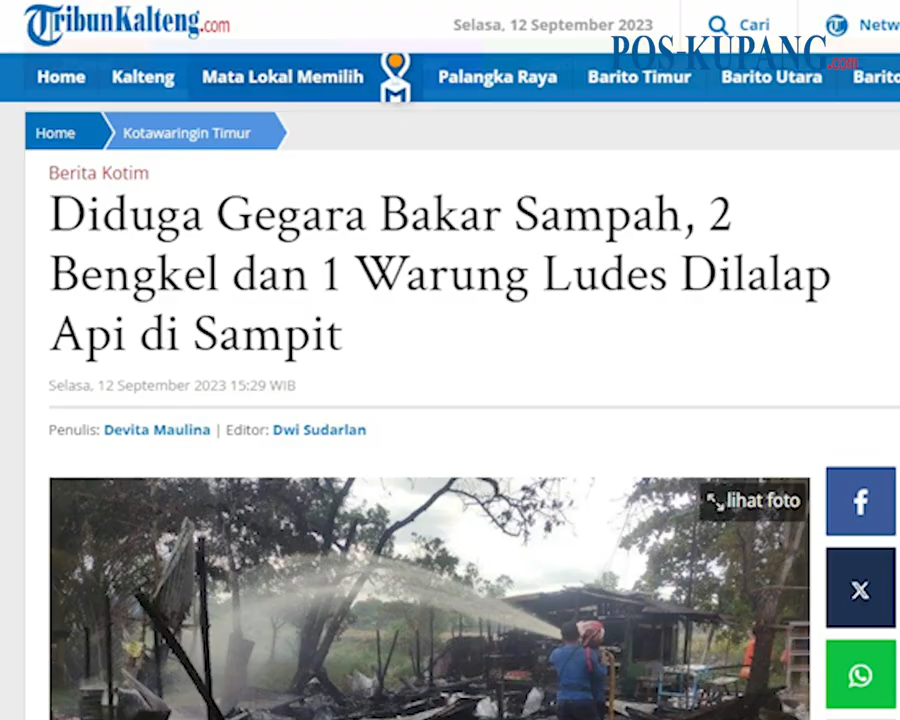 TribunKalteng.com
Selasa, 12 September 2023
Cari
Netw
POS-KUPANG.com
Home Kalteng Mata Lokal Memilih Palangka Raya Barito Timur Barito Utara Barito
Home Kotawaringin Timur
Berita Kotim
Diduga Gegara Bakar Sampah, 2
Bengkel dan 1 Warung Ludes Dilalap
Api di Sampit
Selasa, 12 September 2023 15:29 WIB
Penulis: Devita Maulina | Editor: Dwi Sudarlan
lihat foto